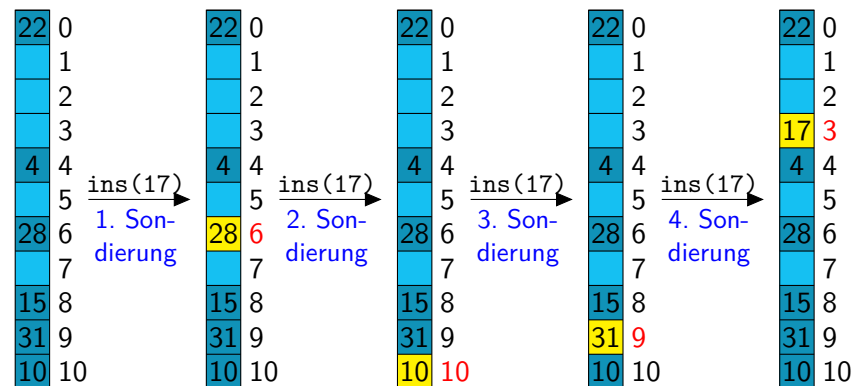 22 0 22 0 22 0 22 0 22 0
1 1 1 1 1
2 2 2 2 2
3 3 3 3 17 3
4 4 4 4 4 4 4 4 4 4
ins(17) ins(17) ins(17) ins(17)
5 5 5 5 5
1. Son- 2. Son- 3. Son- 4. Son-
28 6 28 6 28 6 28 6 28 6
dierung dierung dierung dierung
7 7 7 7 7
15 8 15 8 15 8 15 8 15 8
31 9 31 9 31 9 31 9 31 9
10 10 10 10 10 10 10 10 10 10